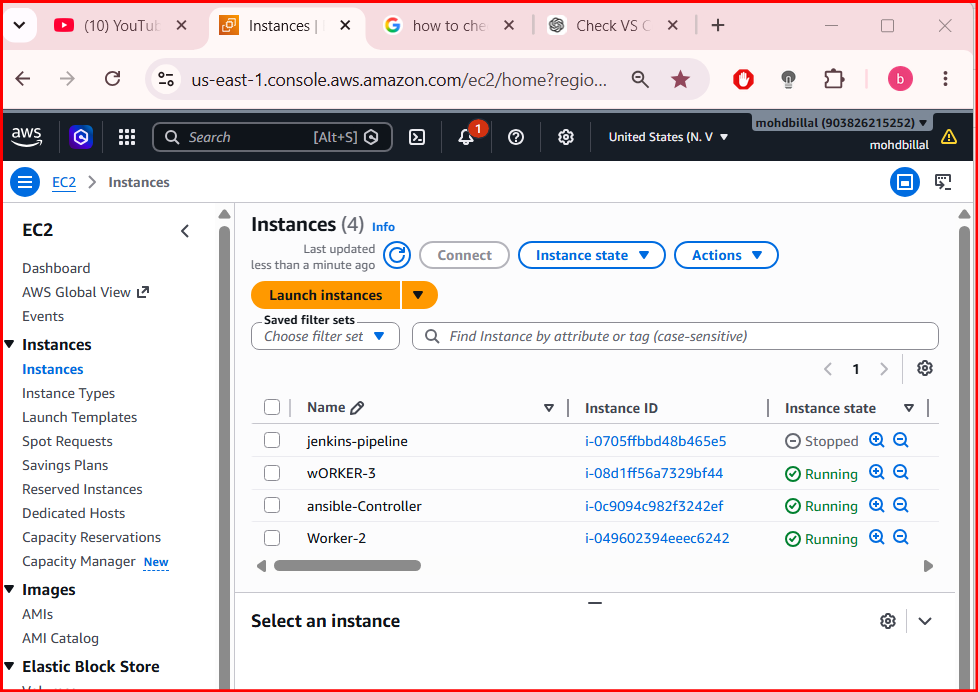 (10) YouTub
Instances |
how to che
Check VS C
us-east-1.console.aws.amazon.com/ec2/home?regio...
b
aws
Search
[Alt+S]
1
United States (N. V
mohdbillal (903826215252)
mohdbillal
EC2
Instances
EC2
Dashboard
AWS Global View
Events
Instances
Instances
Instance Types
Launch Templates
Spot Requests
Savings Plans
Reserved Instances
Dedicated Hosts
Capacity Reservations
Capacity Manager New
Images
AMIs
AMI Catalog
Elastic Block Store
Instances (4) Info
Last updated
less than a minute ago
Connect
Instance state
Actions
Launch instances
Saved filter sets
Choose filter set
Find Instance by attribute or tag (case-sensitive)
1
Name Instance ID Instance state
jenkins-pipeline i-0705ffbbd48b465e5 Stopped
wORKER-3 i-08d1ff56a7329bf44 Running
ansible-Controller i-0c9094c982f3242ef Running
Worker-2 i-049602394eeec6242 Running
Select an instance